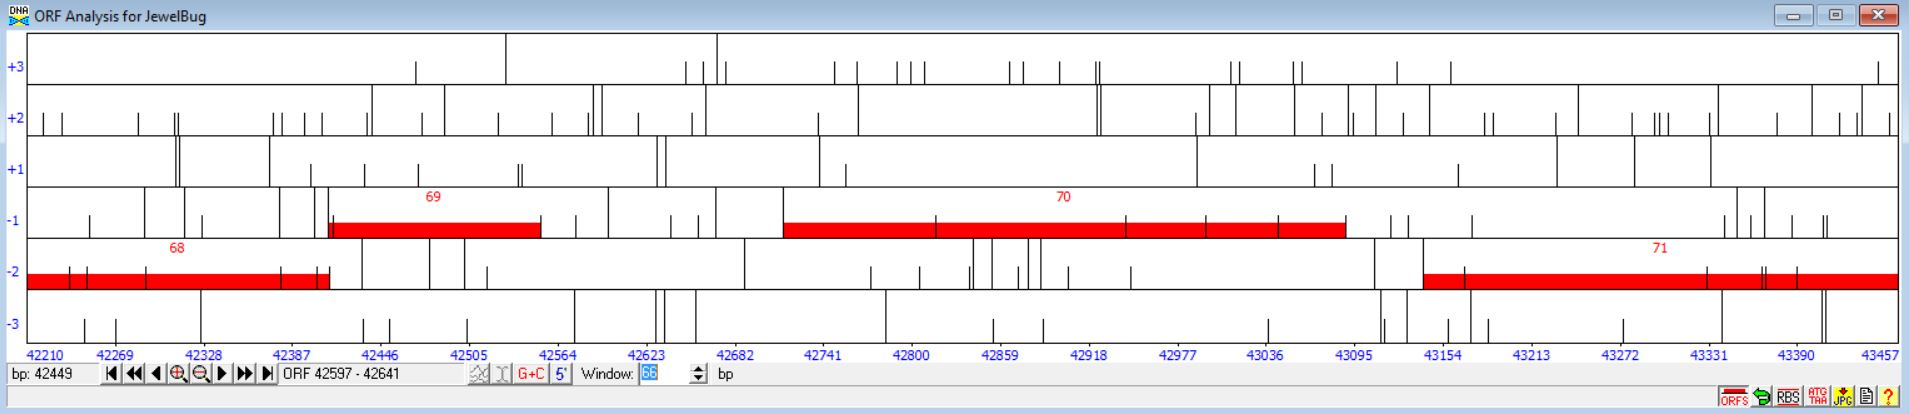 DNA ORF Analysis for JewelBug
+3
+2
+1
69 70
-1
68 71
-2
-3
42210 42269 42328 42387 42446 42505 42564 42623 42682 42741 42800 42859 42918 42977 43036 43095 43154 43213 43272 43331 43390 43457
bp: 42449 ORF 42597 - 42641 G+C 5' Window: 66 bp
ORFS RBS ATG TAA JPG ?